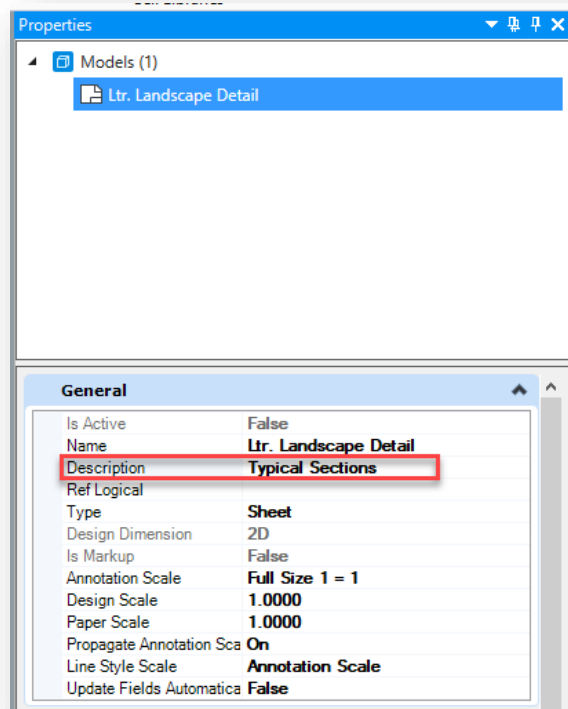 Properties
Models (1)
Ltr. Landscape Detail
General
Is Active False
Name Ltr. Landscape Detail
Description Typical Sections
Ref Logical
Type Sheet
Design Dimension 2D
Is Markup False
Annotation Scale Full Size 1 = 1
Design Scale 1.0000
Paper Scale 1.0000
Propagate Annotation Sca On
Line Style Scale Annotation Scale
Update Fields Automatica False